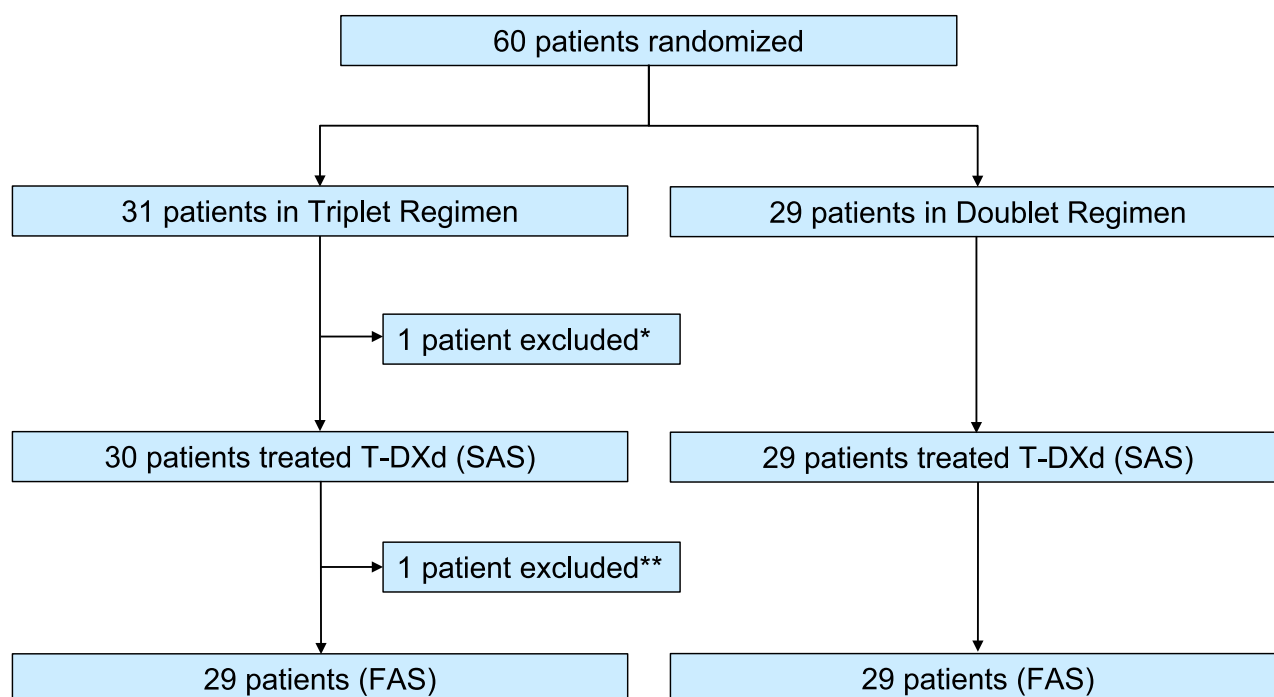 60 patients randomized
31 patients in Triplet Regimen
29 patients in Doublet Regimen
1 patient excluded*
30 patients treated T-DXd (SAS)
29 patients treated T-DXd (SAS)
1 patient excluded**
29 patients (FAS)
29 patients (FAS)